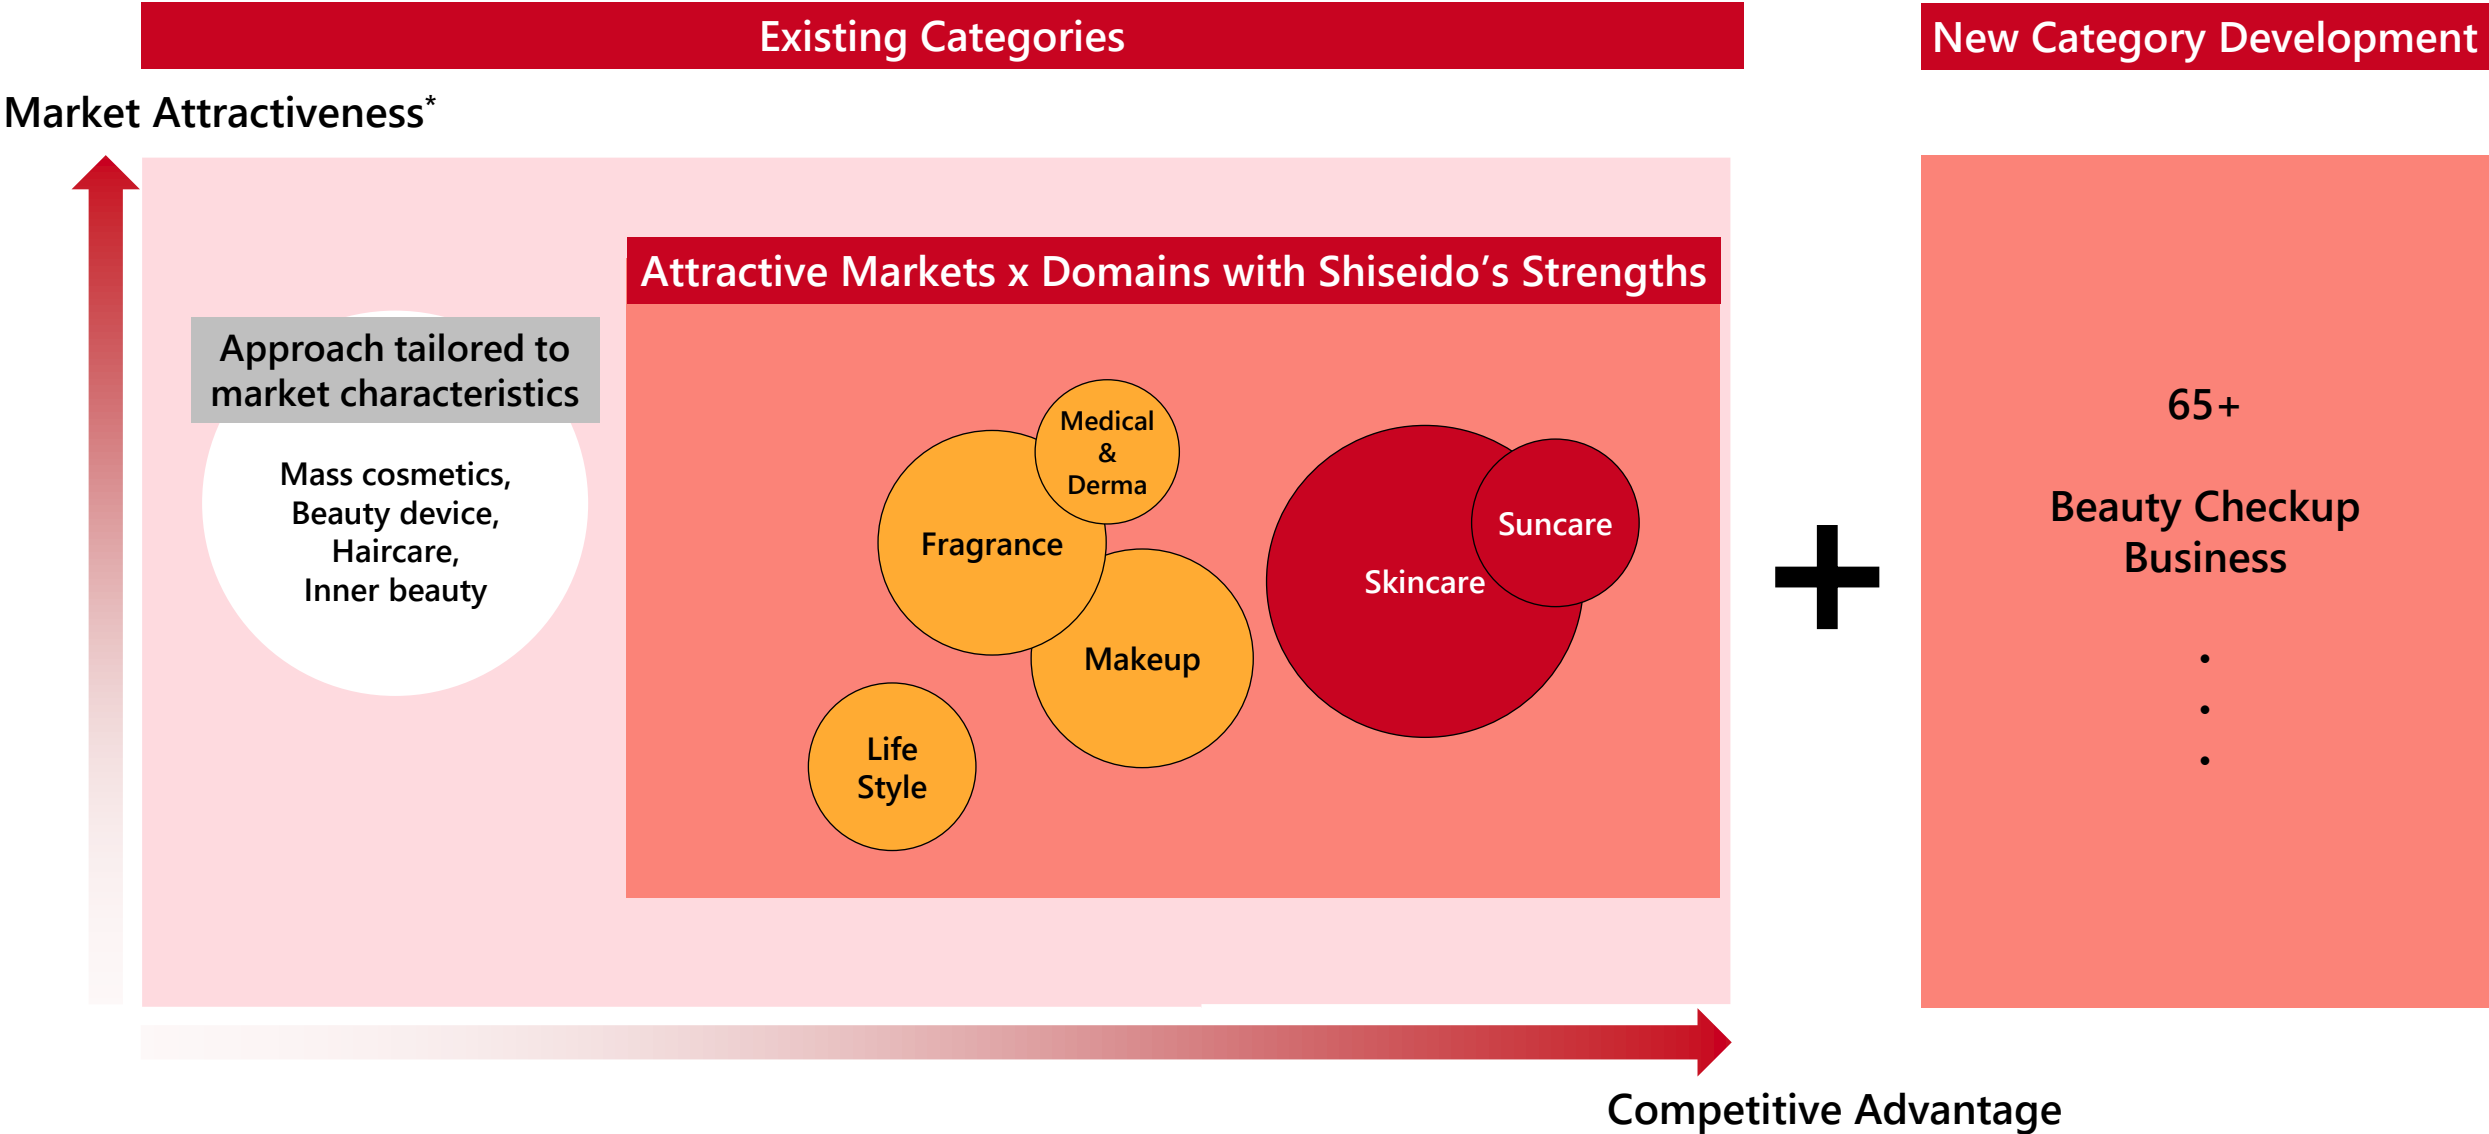 Existing Categories
New Category Development
Market Attractiveness*
Attractive Markets x Domains with Shiseido’s Strengths
Approach tailored to
market characteristics
Mass cosmetics,
Beauty device,
Haircare,
Inner beauty
Medical
&
Derma
Fragrance
Makeup
Life
Style
Skincare
Suncare
+
65+
Beauty Checkup
Business
・
・
・
Competitive Advantage